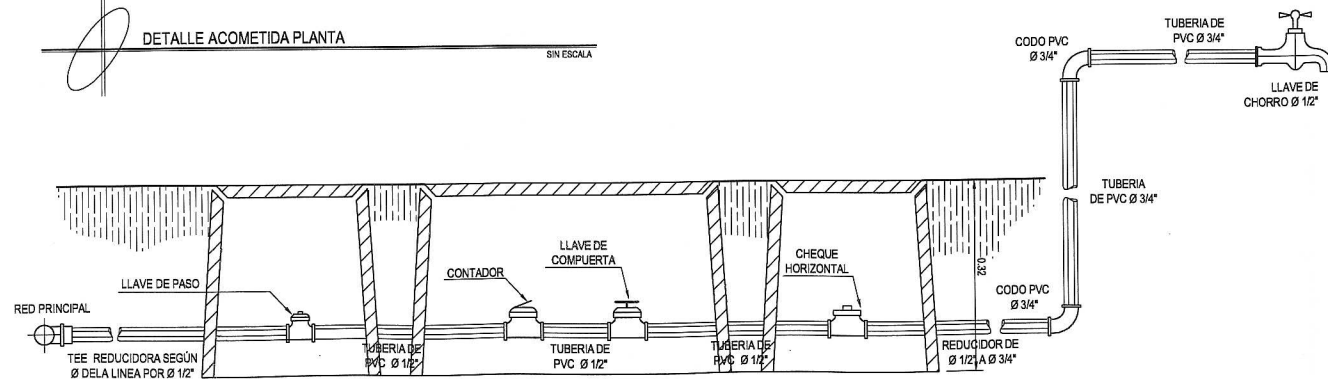 DETALLE ACOMETIDA PLANTA
SIN ESCALA
CODO PVC
Ø 3/4"
TUBERIA DE
PVC Ø 3/4"
LLAVE DE
CHORRO Ø 1/2"
TUBERIA
DE PVC Ø 3/4"
LLAVE DE PASO
CONTADOR
LLAVE DE
COMPUERTA
CHEQUE
HORIZONTAL
0.33
CODO PVC
Ø 3/4"
RED PRINCIPAL
TEE REDUCIDORA SEGÚN
Ø DELA LINEA POR Ø 1/2"
TUBERIA DE
PVC Ø 1/2"
TUBERIA DE
PVC Ø 1/2"
TUBERIA DE
PVC Ø 1/2"
REDUCIDOR DE
Ø 1/2" A Ø 3/4"